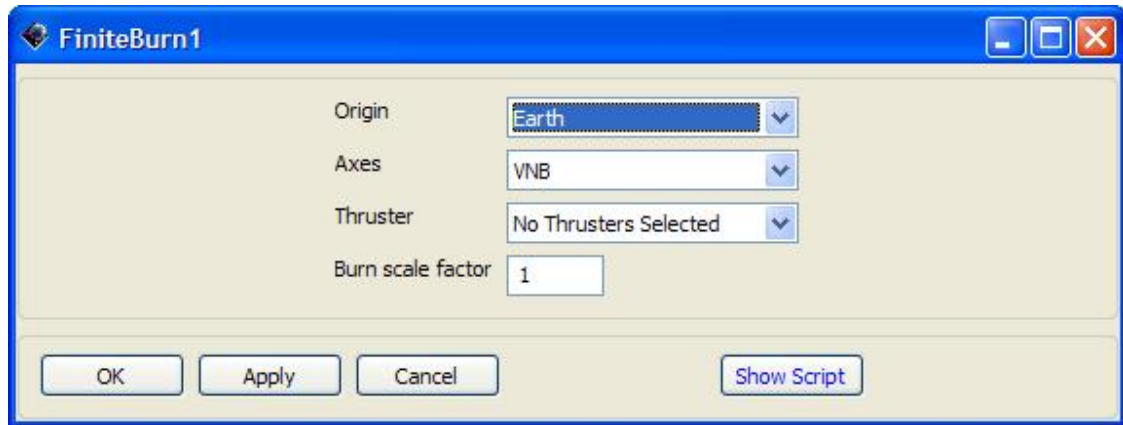 FiniteBurn1
Origin Earth
Axes VNB
Thruster No Thrusters Selected
Burn scale factor 1
OK Apply Cancel Show Script